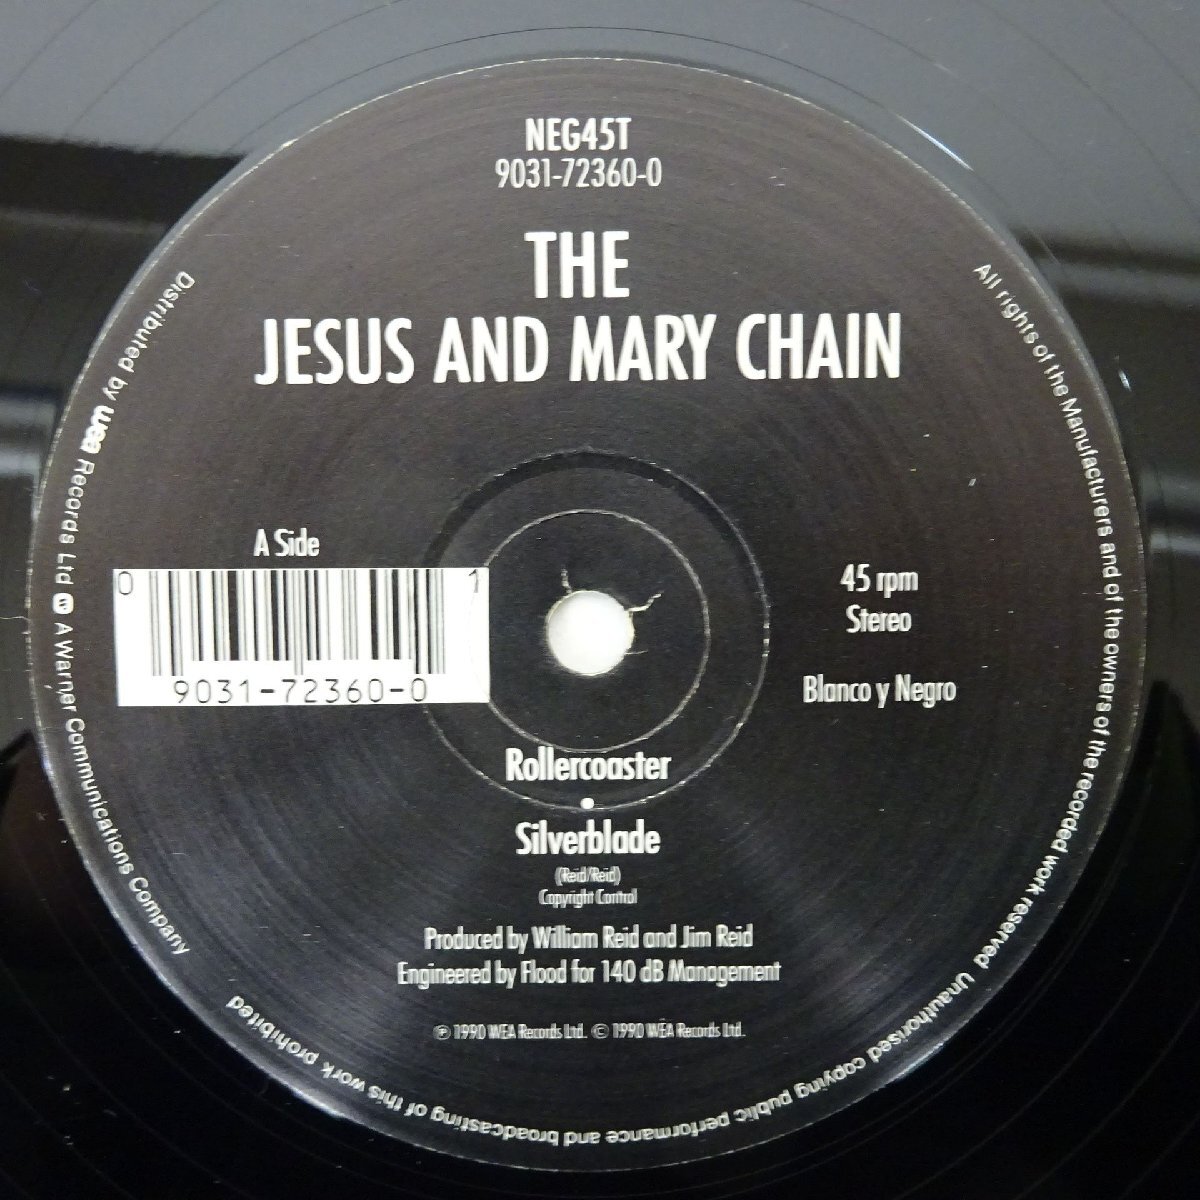 NEG45T
9031-72360-0
THE
JESUS AND MARY CHAIN
A Side
0 1
9031-72360-0
45 rpm
Stereo
Blanco y Negro
Rollercoaster
•
Silverblade
(Reid/Reid)
Copyright Control
Produced by William Reid and Jim Reid
Engineered by Flood for 140 dB Management
℗ 1990 WEA Records Ltd. © 1990 WEA Records Ltd.
Distributed by wea Records Ltd. A Warner Communications Company
All rights of the Manufacturers and of the owners of the recorded work reserved Unauthorised copying public performance and broadcasting of this work prohibited